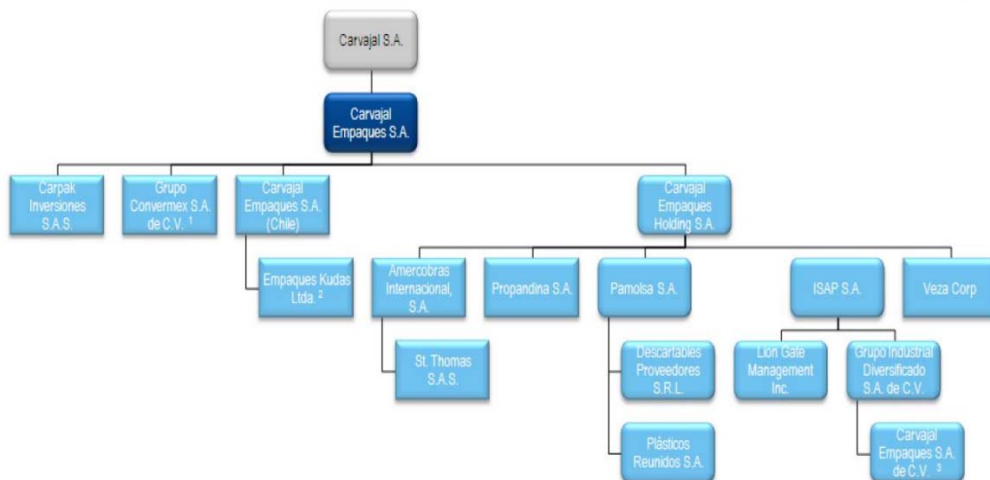 Carvajal S.A.
Carvajal
Empaques S.A.
Carpak
Inversiones
S.A.S.
Grupo
Convermex S.A.
de C.V. 1
Carvajal
Empaques S.A.
(Chile)
Carvajal
Empaques
Holding S.A.
Empaques Kudas
Ltda. 2
Amercobras
Internacional,
S.A.
Propandina S.A.
Pamolsa S.A.
ISAP S.A.
Veza Corp
St. Thomas
S.A.S.
Descartables
Proveedores
S.R.L.
Lion Gate
Management
Inc.
Grupo Industrial
Diversificado
S.A. de C.V.
Plásticos
Reunidos S.A.
Carvajal
Empaques S.A.
de C.V. 3